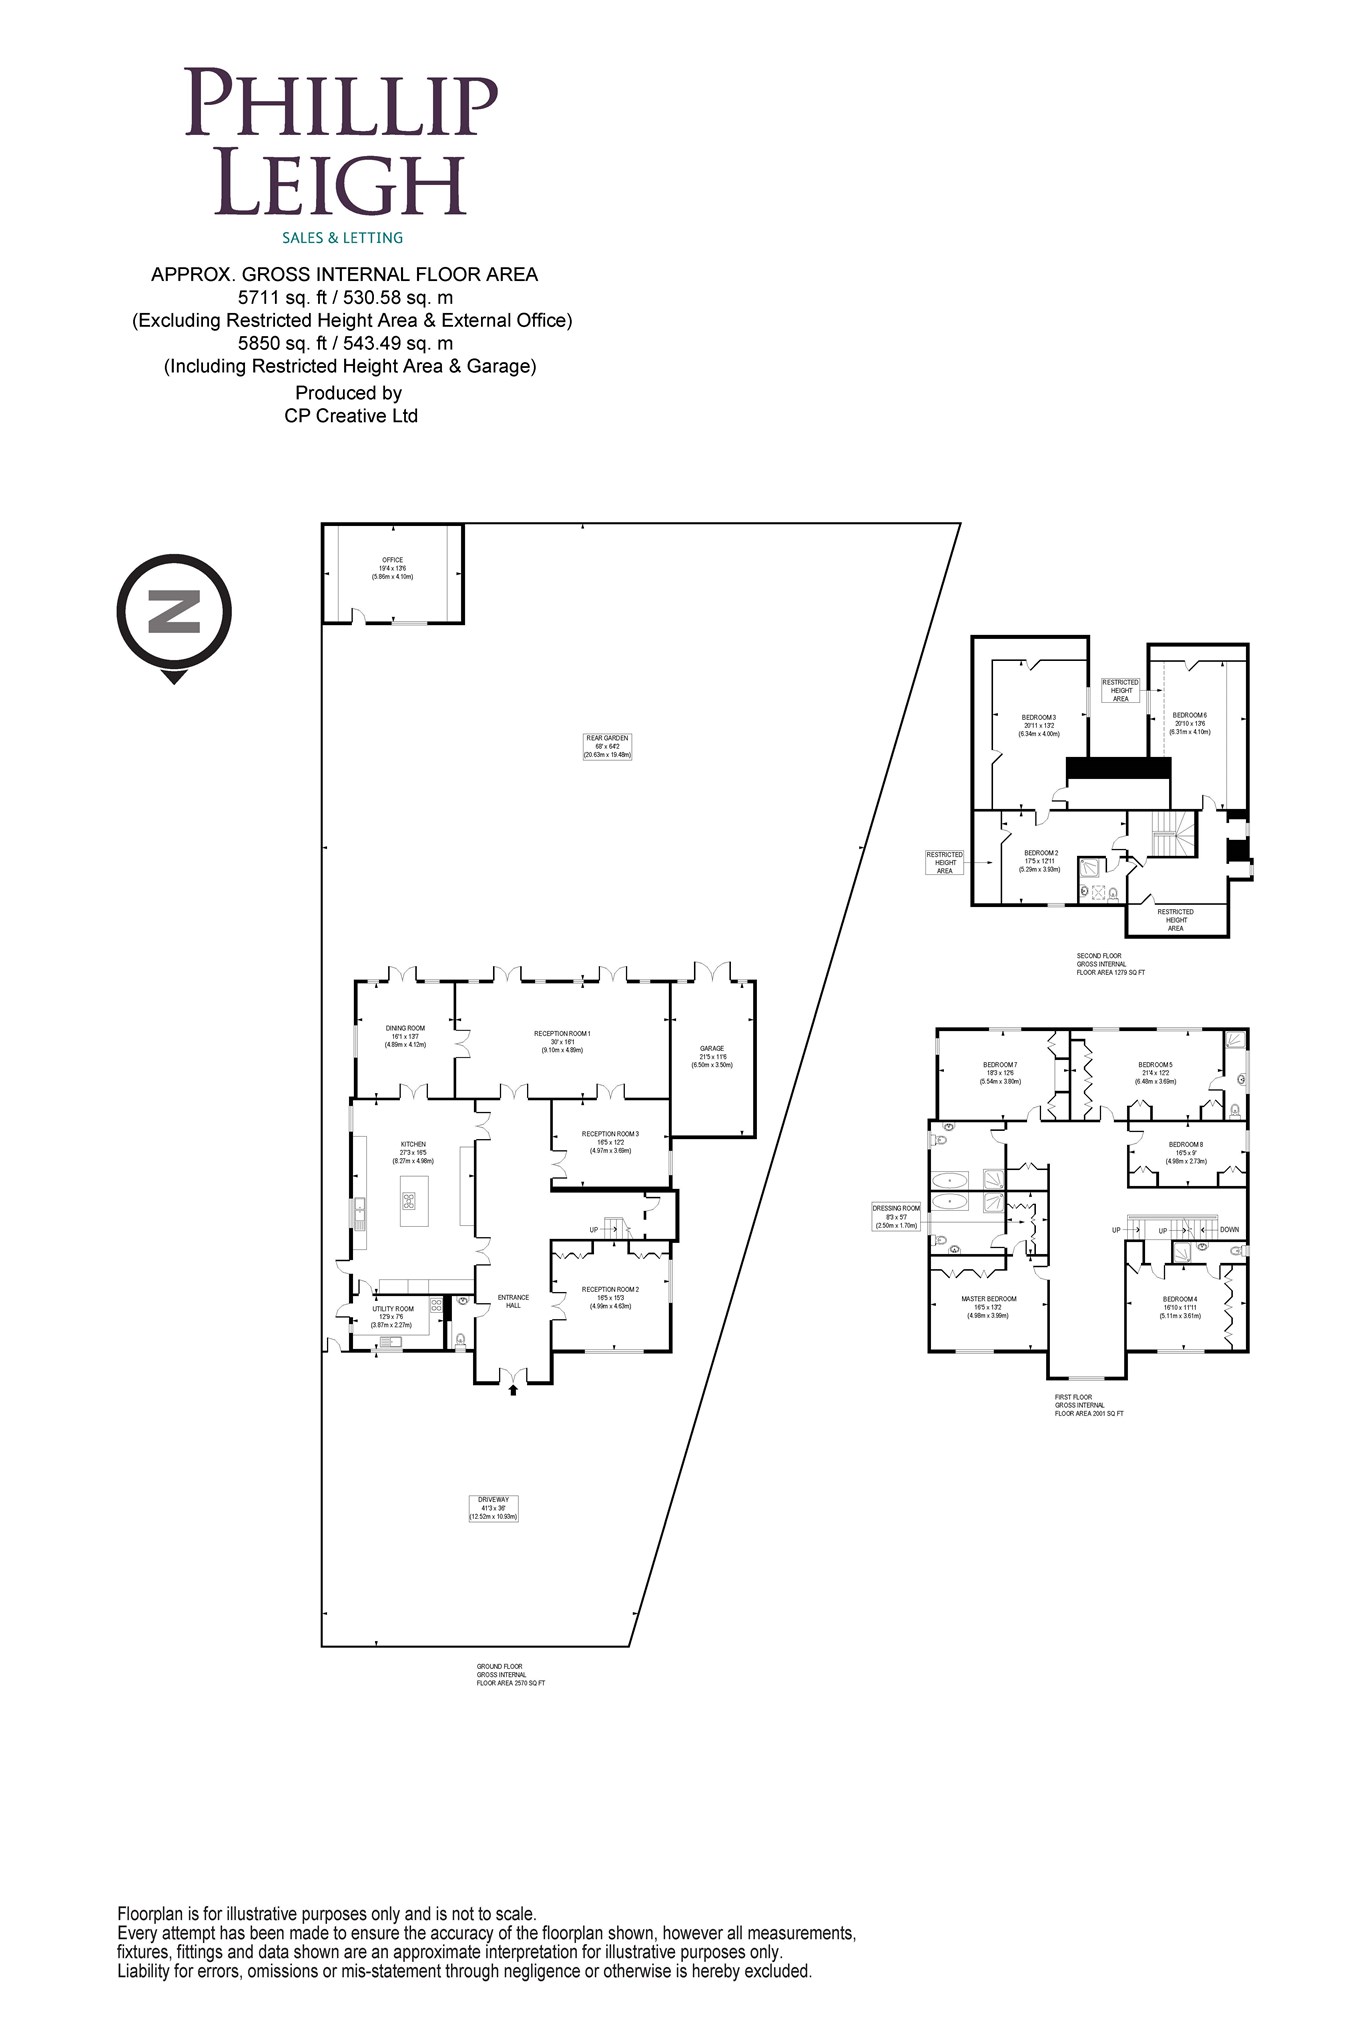 PHILLIP
LEIGH
SALES & LETTING
APPROX. GROSS INTERNAL FLOOR AREA
5711 sq. ft / 530.58 sq. m
(Excluding Restricted Height Area & External Office)
5850 sq. ft / 543.49 sq. m
(Including Restricted Height Area & Garage)
Produced by
CP Creative Ltd
N
OFFICE
19'4 x 13'6
(5.86m x 4.10m)
REAR GARDEN
68' x 64'2
(20.63m x 19.48m)
DINING ROOM
16'1 x 13'7
(4.89m x 4.12m)
RECEPTION ROOM 1
30' x 16'1
(9.10m x 4.89m)
GARAGE
21'5 x 11'6
(6.50m x 3.50m)
KITCHEN
27'3 x 16'5
(8.27m x 4.98m)
RECEPTION ROOM 3
16'5 x 12'2
(4.97m x 3.69m)
UP
RECEPTION ROOM 2
16'5 x 15'3
(4.99m x 4.63m)
ENTRANCE
HALL
UTILITY ROOM
12'9 x 7'6
(3.87m x 2.27m)
DRIVEWAY
41'3 x 36'
(12.52m x 10.93m)
GROUND FLOOR
GROSS INTERNAL
FLOOR AREA 2570 SQ FT
BEDROOM 3
20'11 x 13'2
(6.34m x 4.00m)
RESTRICTED
HEIGHT
AREA
BEDROOM 6
20'10 x 13'6
(6.31m x 4.10m)
RESTRICTED
HEIGHT
AREA
BEDROOM 2
17'5 x 12'11
(5.29m x 3.93m)
RESTRICTED
HEIGHT
AREA
SECOND FLOOR
GROSS INTERNAL
FLOOR AREA 1279 SQ FT
BEDROOM 7
18'3 x 12'6
(5.54m x 3.80m)
BEDROOM 5
21'4 x 12'2
(6.48m x 3.69m)
BEDROOM 8
16'5 x 9'
(4.98m x 2.73m)
DRESSING ROOM
8'3 x 5'7
(2.50m x 1.70m)
UP
UP
DOWN
MASTER BEDROOM
16'5 x 13'2
(4.98m x 3.99m)
BEDROOM 4
16'10 x 11'11
(5.11m x 3.61m)
FIRST FLOOR
GROSS INTERNAL
FLOOR AREA 2001 SQ FT
Floorplan is for illustrative purposes only and is not to scale.
Every attempt has been made to ensure the accuracy of the floorplan shown, however all measurements,
fixtures, fittings and data shown are an approximate interpretation for illustrative purposes only.
Liability for errors, omissions or mis-statement through negligence or otherwise is hereby excluded.